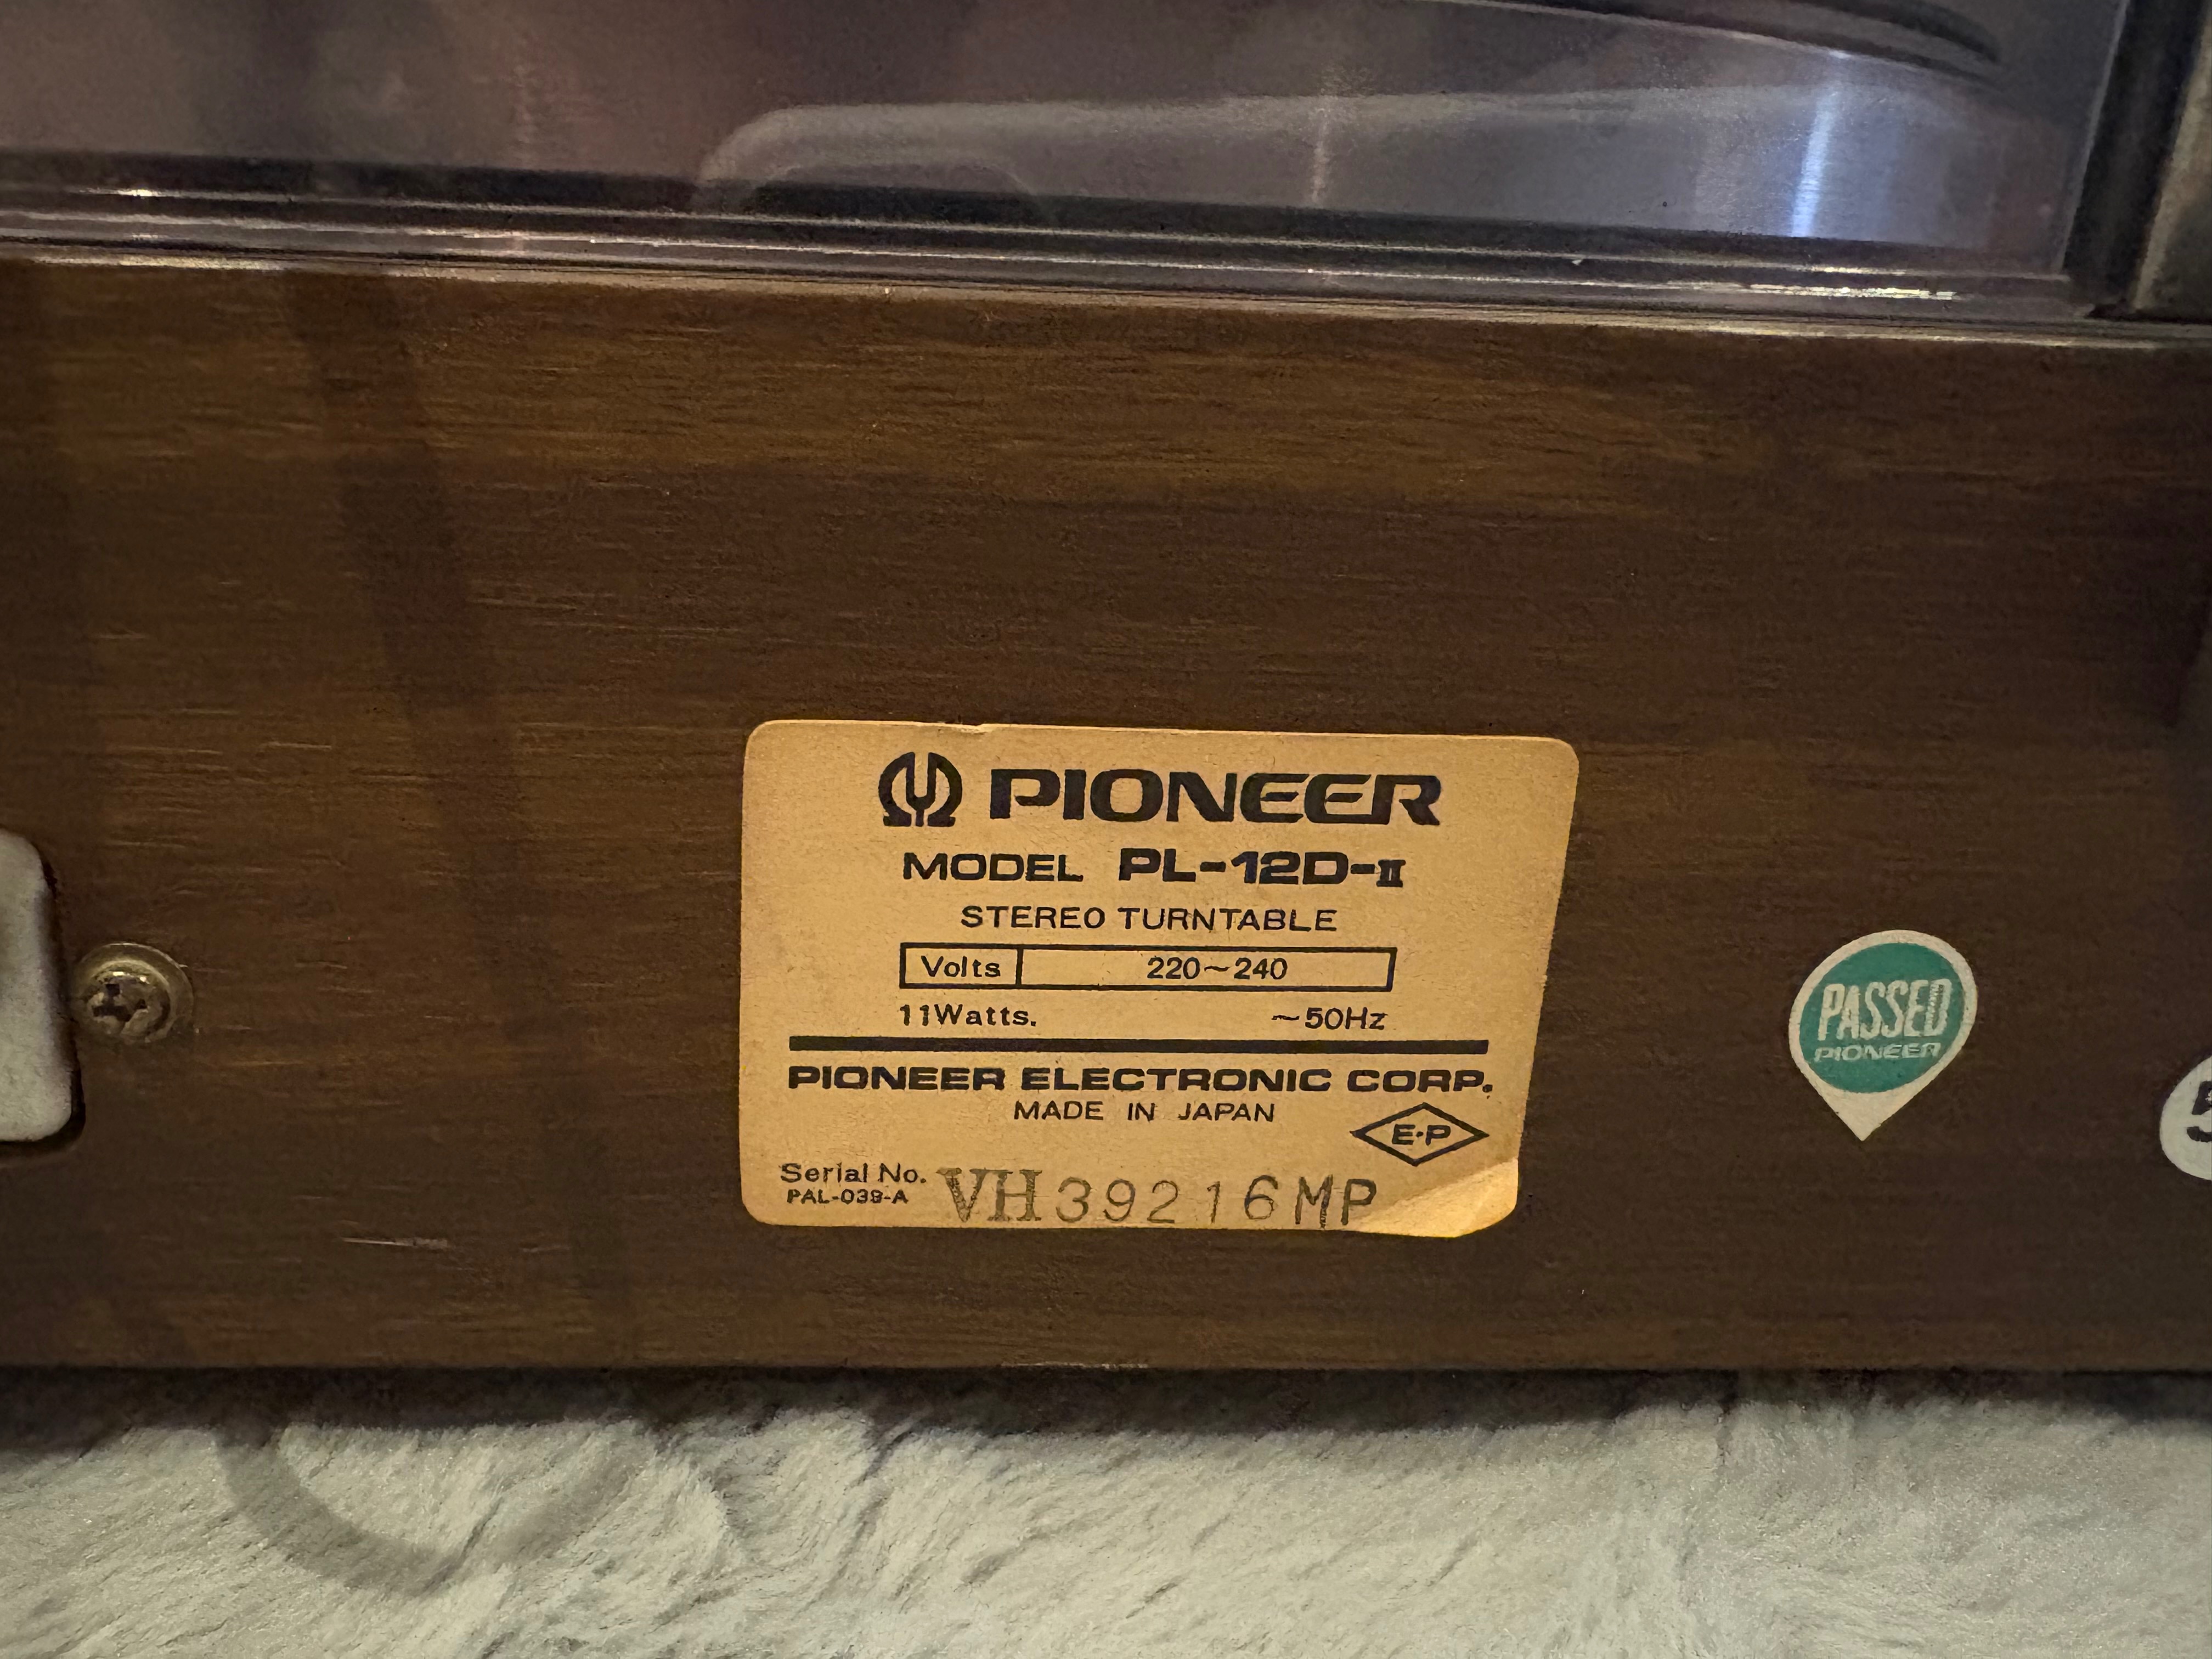 PIONEER
MODEL PL-12D-II
STEREO TURNTABLE
Volts 220~240
11Watts. ~50Hz
PIONEER ELECTRONIC CORP.
MADE IN JAPAN
E·P
Serial No. VH39216MP
PAL-039-A
PASSED
PIONEER
5